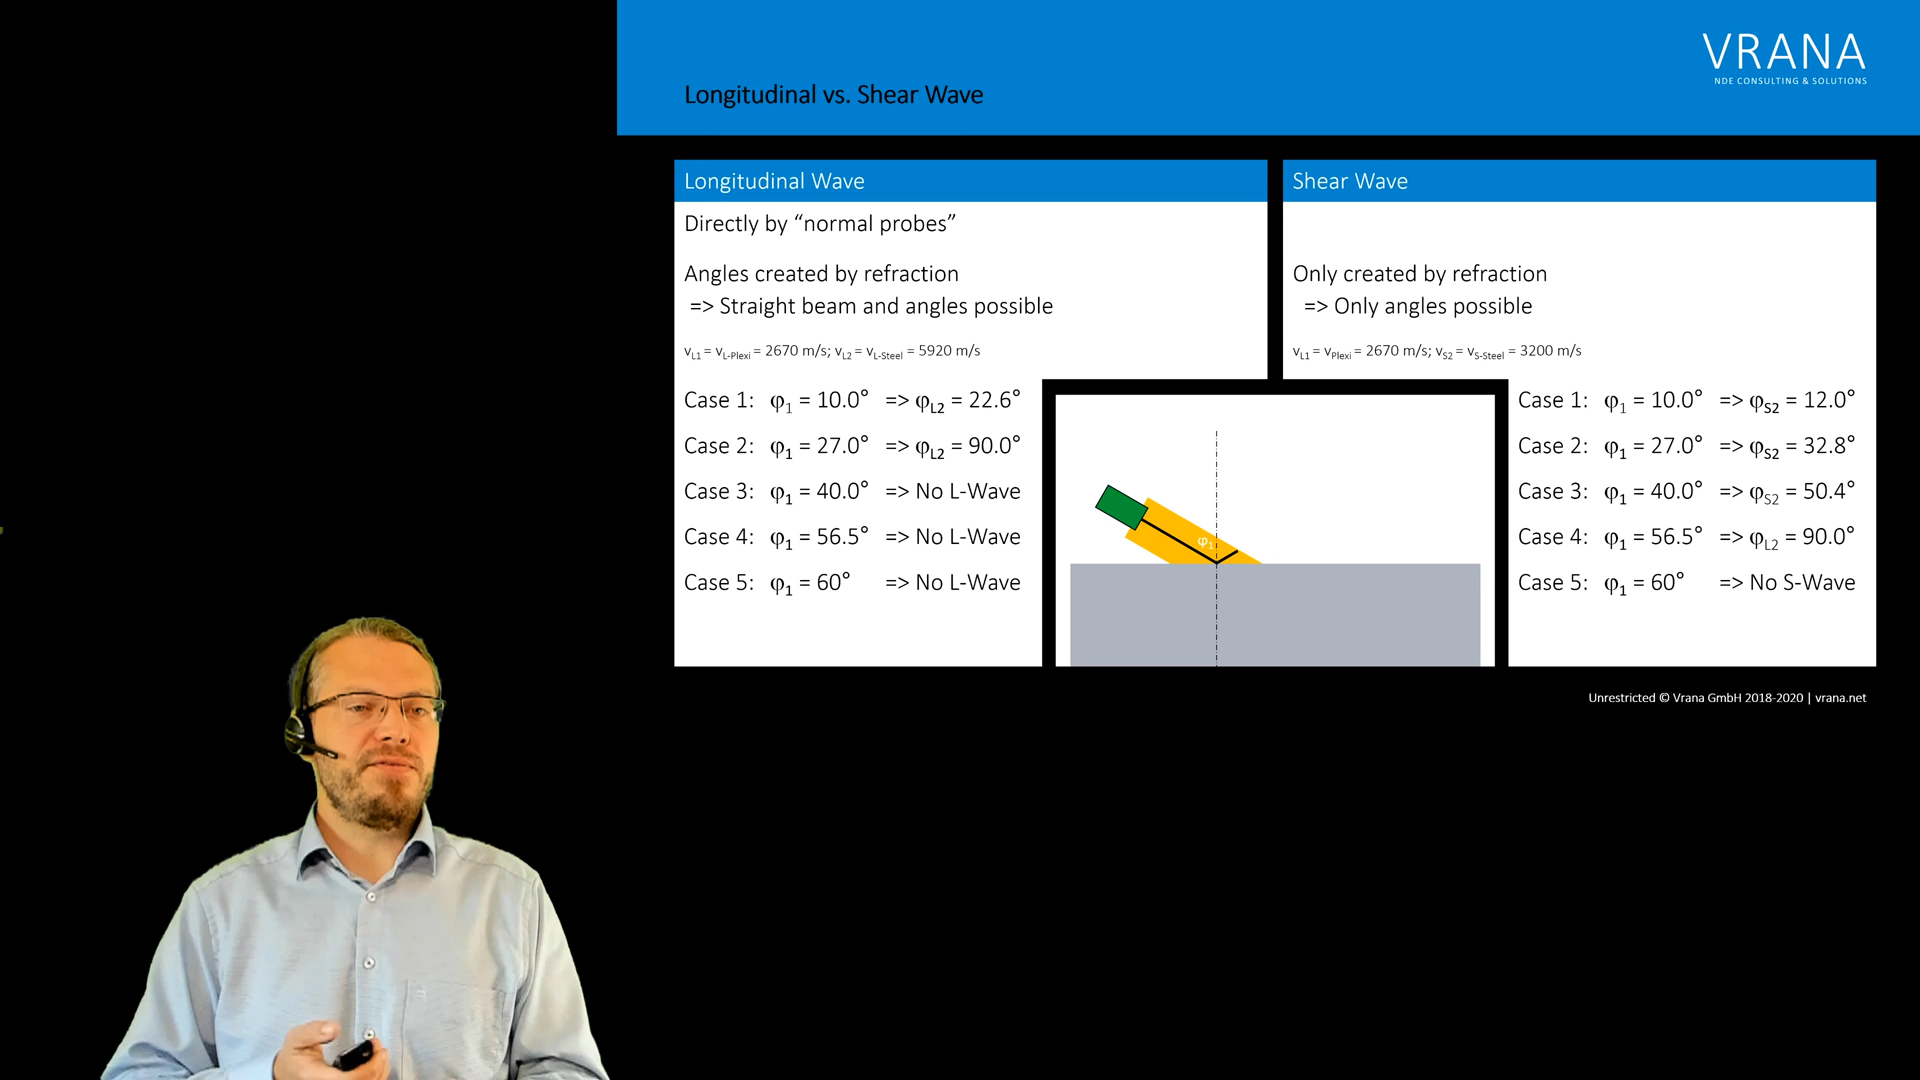 VRANA
NDE CONSULTING & SOLUTIONS
Longitudinal vs. Shear Wave
Longitudinal Wave
Directly by “normal probes”
Angles created by refraction
=> Straight beam and angles possible
vL1 = vL-Plexi = 2670 m/s; vL2 = vL-Steel = 5920 m/s
Case 1: φ1 = 10.0° => φL2 = 22.6°
Case 2: φ1 = 27.0° => φL2 = 90.0°
Case 3: φ1 = 40.0° => No L-Wave
Case 4: φ1 = 56.5° => No L-Wave
Case 5: φ1 = 60° => No L-Wave
Shear Wave
Only created by refraction
=> Only angles possible
vL1 = vPlexi = 2670 m/s; vS2 = vS-Steel = 3200 m/s
Case 1: φ1 = 10.0° => φS2 = 12.0°
Case 2: φ1 = 27.0° => φS2 = 32.8°
Case 3: φ1 = 40.0° => φS2 = 50.4°
Case 4: φ1 = 56.5° => φL2 = 90.0°
Case 5: φ1 = 60° => No S-Wave
φ1
Unrestricted © Vrana GmbH 2018-2020 | vrana.net